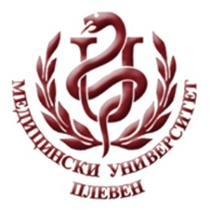 МЕДИЦИНСКИ УНИВЕРСИТЕТ
ПЛЕВЕН